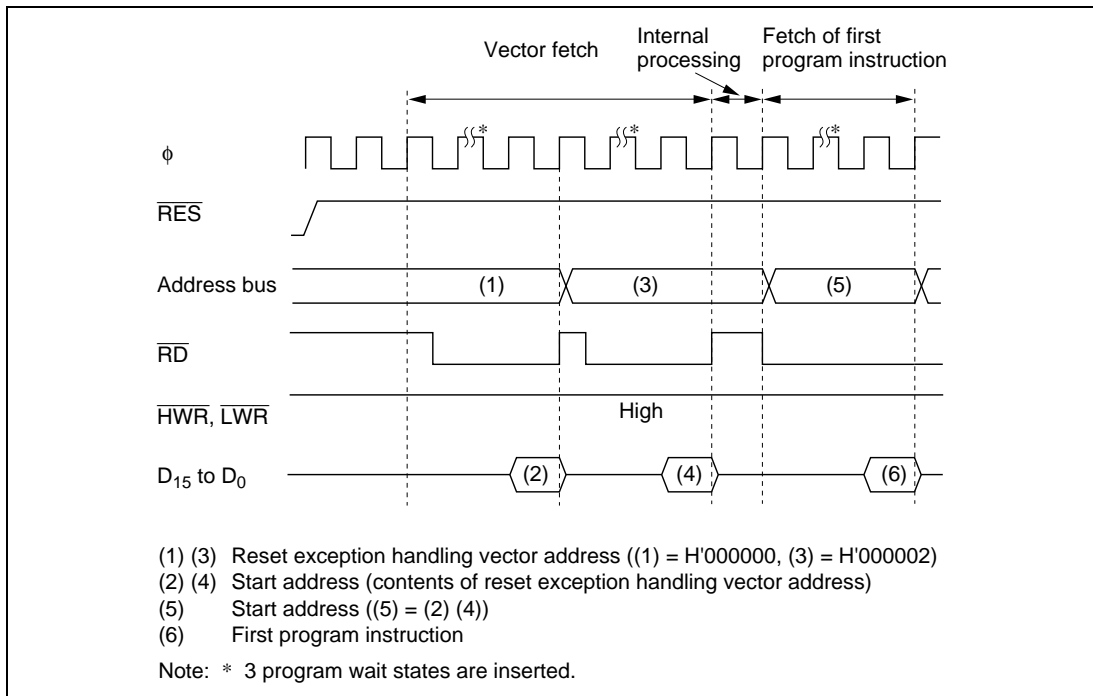 Vector fetch
Internal processing
Fetch of first program instruction
*
*
*
ϕ
RES
Address bus
(1)
(3)
(5)
RD
HWR, LWR
High
D15 to D0
(2)
(4)
(6)
(1) (3) Reset exception handling vector address ((1) = H'000000, (3) = H'000002)
(2) (4) Start address (contents of reset exception handling vector address)
(5) Start address ((5) = (2) (4))
(6) First program instruction
Note: * 3 program wait states are inserted.